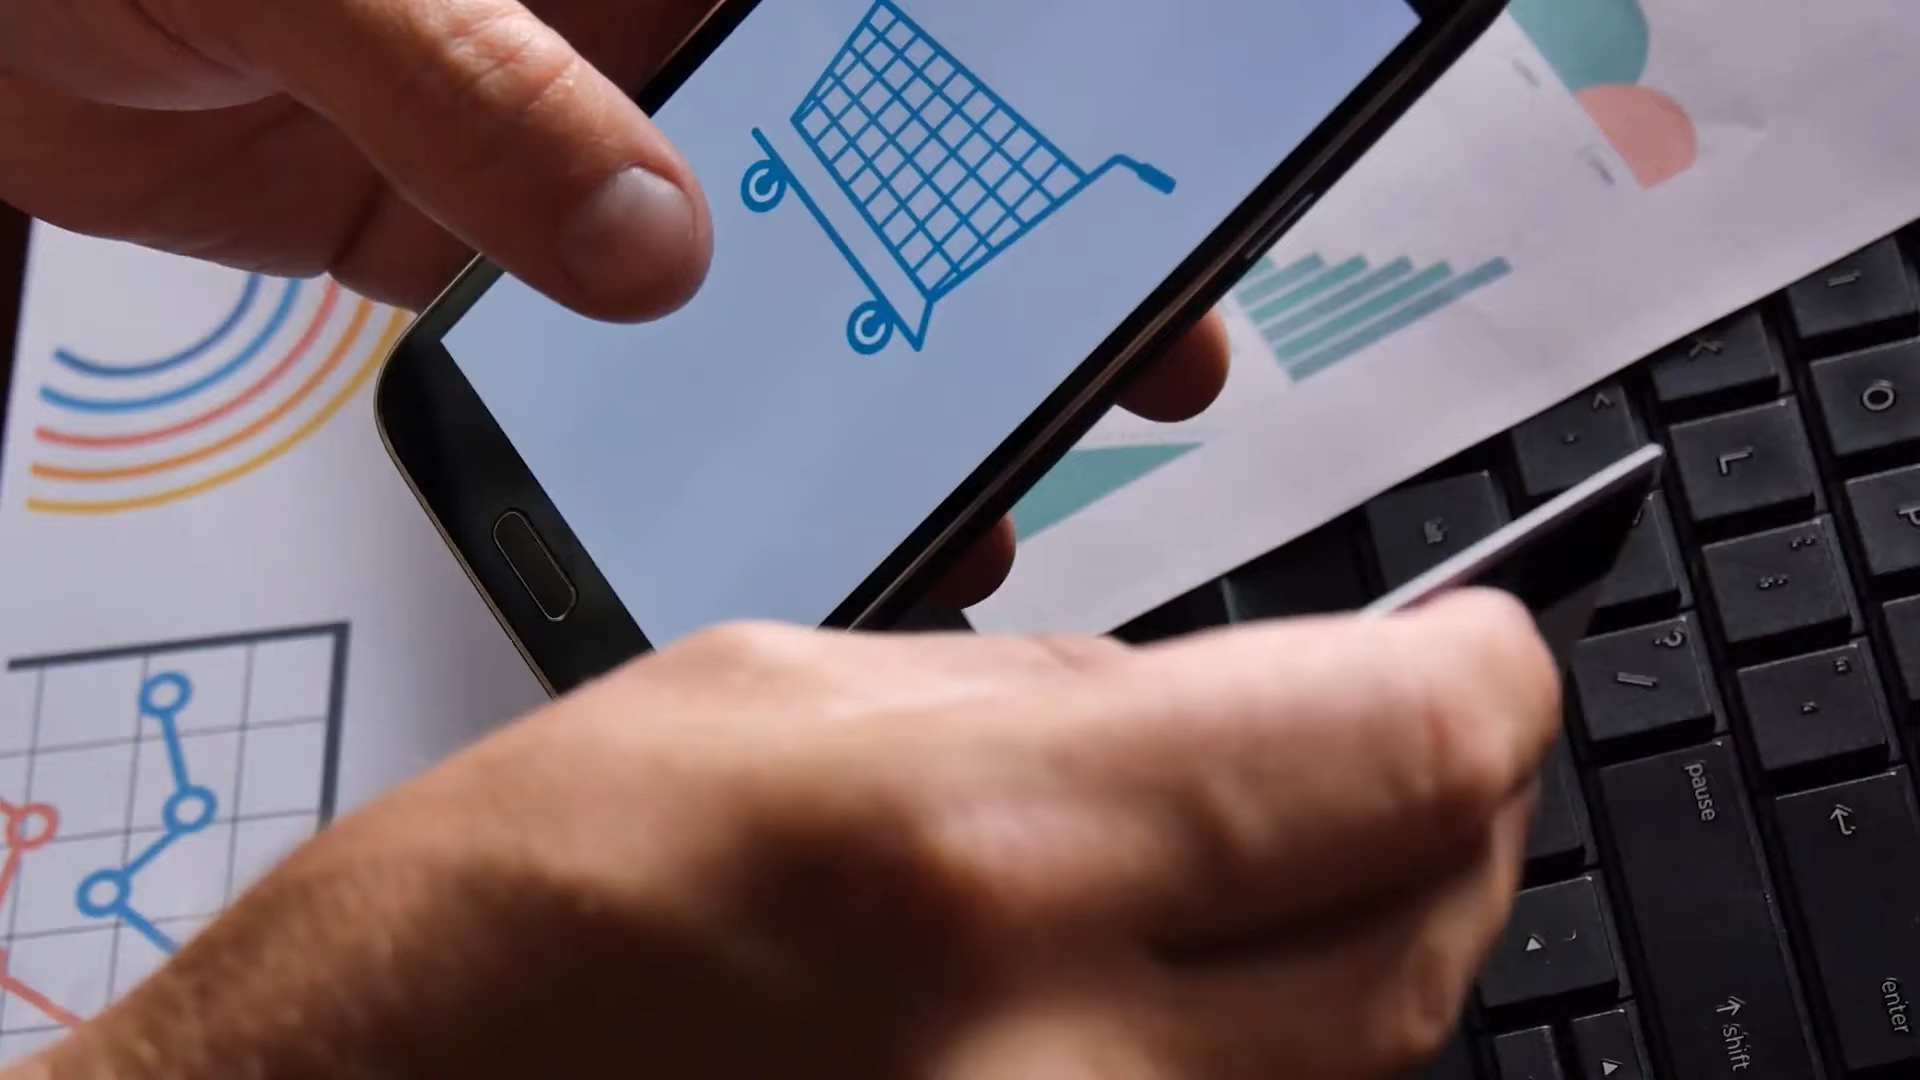 K
O
<
,
L
P
:
;
?
/
"
'
pause
enter
shift